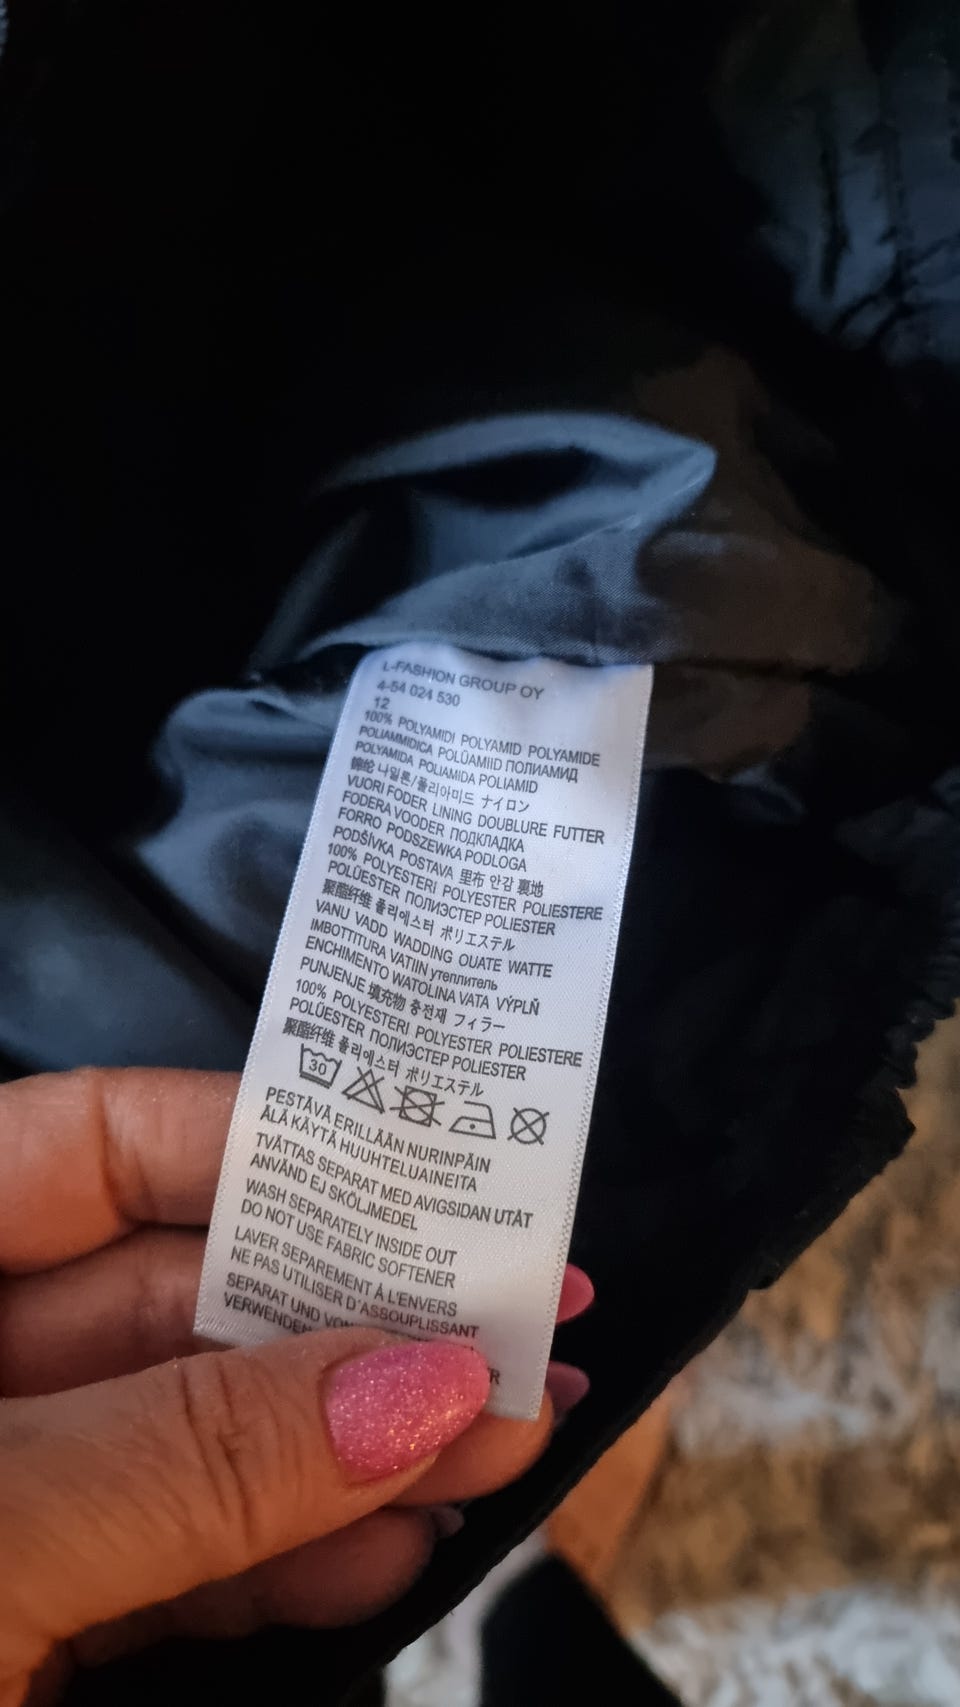 L-FASHION GROUP OY
4-54 024 530
12
100% POLYAMIDI POLYAMID POLYAMIDE
POLIAMMIDICA POLÜAMIID ПОЛИАМИД
POLYAMIDA POLIAMIDA POLIAMID
锦纶 나일론/폴리아미드 ナイロン
VUORI FODER LINING DOUBLURE FUTTER
FODERA VOODER ПОДКЛАДКА
FORRO PODSZEWKA PODLOGA
PODŠÍVKA POSTAVA 里布 안감 裏地
100% POLYESTERI POLYESTER POLIESTERE
POLÜESTER ПОЛИЭСТЕР POLIESTER
聚酯纤维 폴리에스터 ポリエステル
VANU VADD WADDING OUATE WATTE
IMBOTTITURA VATIIN утеплитель
ENCHIMENTO WATOLINA VATA VÝPLŇ
PUNJENJE 填充物 충전재 フィラー
100% POLYESTERI POLYESTER POLIESTERE
POLÜESTER ПОЛИЭСТЕР POLIESTER
聚酯纤维 폴리에스터 ポリエステル
30
PESTÄVÄ ERILLÄÄN NURINPÄIN
ÄLÄ KÄYTÄ HUUHTELUAINEITA
TVÄTTAS SEPARAT MED AVIGSIDAN UTÅT
ANVÄND EJ SKÖLJMEDEL
WASH SEPARATELY INSIDE OUT
DO NOT USE FABRIC SOFTENER
LAVER SEPAREMENT À L'ENVERS
NE PAS UTILISER D'ASSOUPLISSANT
SEPARAT UND
VERWENDEN